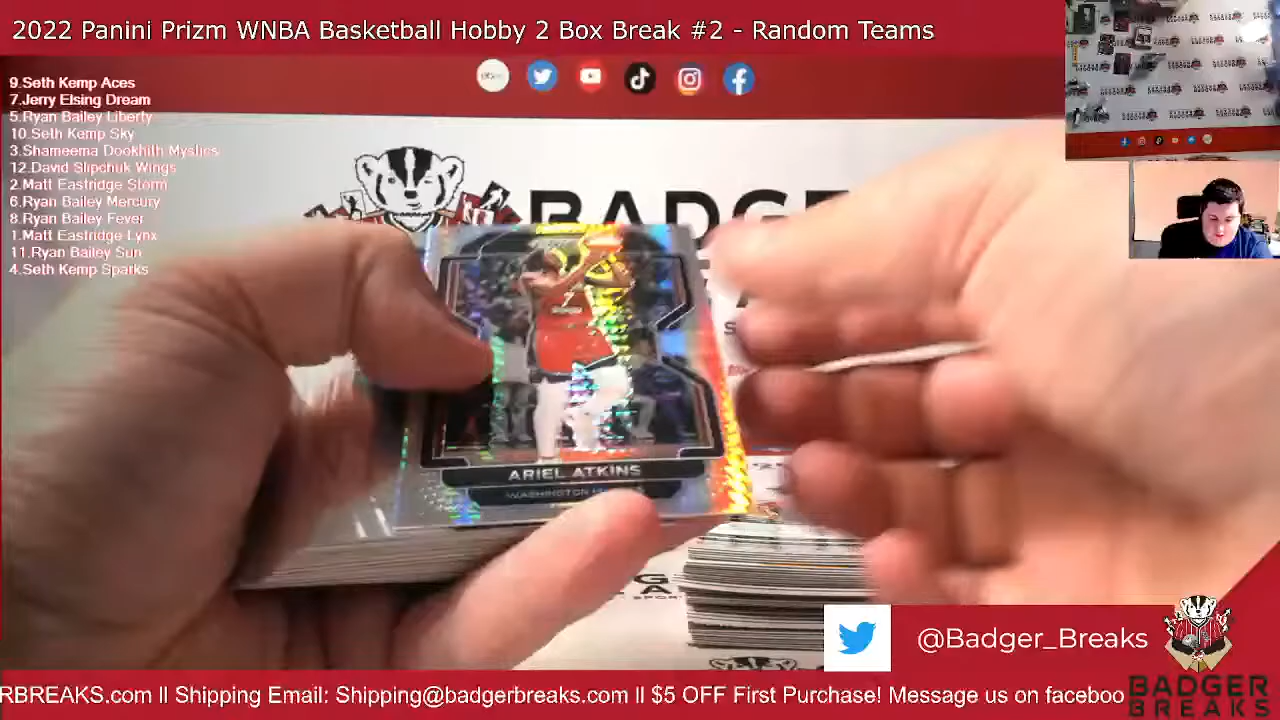 2022 Panini Prizm WNBA Basketball Hobby 2 Box Break #2 - Random Teams
9.Seth Kemp Aces
7.Jerry Elsing Dream
5.Ryan Bailey Liberty
10.Seth Kemp Sky
3.Shameema Dookhith Mystics
12.David Slipchuk Wings
2.Matt Eastridge Storm
6.Ryan Bailey Mercury
8.Ryan Bailey Fever
1.Matt Eastridge Lynx
11.Ryan Bailey Sun
4.Seth Kemp Sparks
BADGE
ARIEL ATKINS
WASHINGTON
@Badger_Breaks
RBREAKS.com II Shipping Email: Shipping@badgerbreaks.com II $5 OFF First Purchase! Message us on faceboo
BADGER
BREAKS